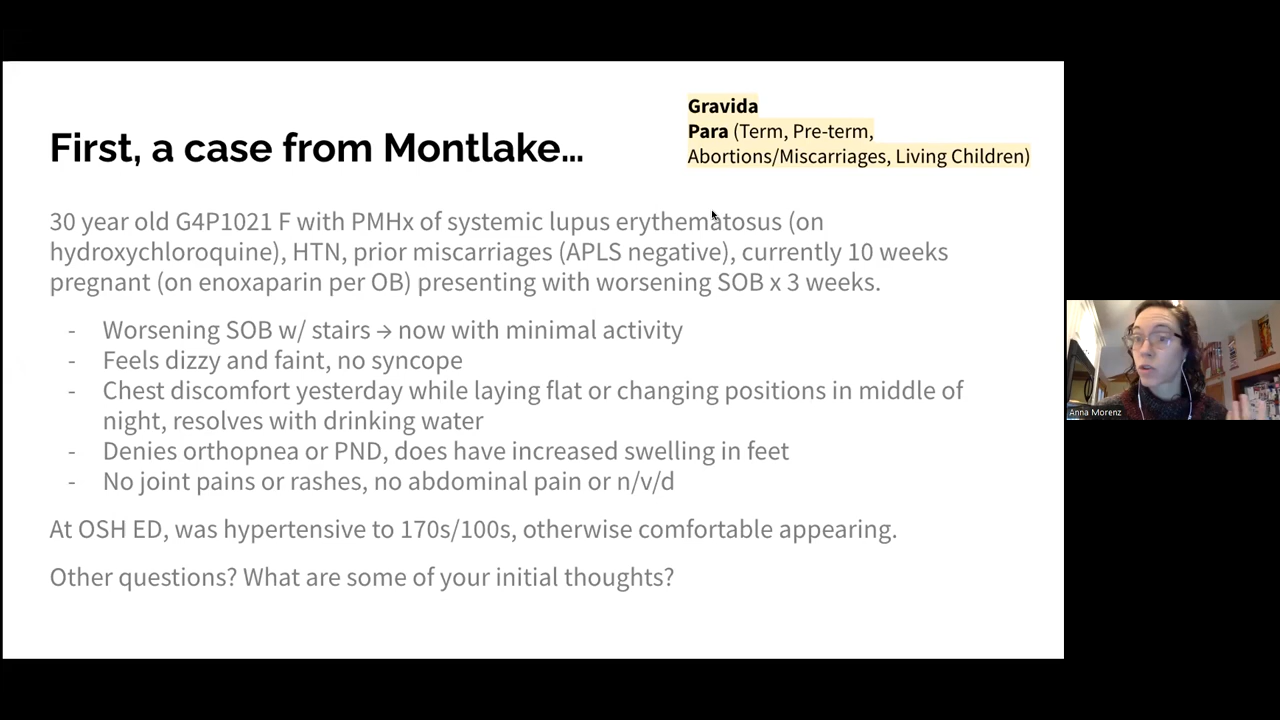 First, a case from Montlake...
Gravida
Para (Term, Pre-term,
Abortions/Miscarriages, Living Children)
30 year old G4P1021 F with PMHx of systemic lupus erythematosus (on
hydroxychloroquine), HTN, prior miscarriages (APLS negative), currently 10 weeks
pregnant (on enoxaparin per OB) presenting with worsening SOB x 3 weeks.
- Worsening SOB w/ stairs → now with minimal activity
- Feels dizzy and faint, no syncope
- Chest discomfort yesterday while laying flat or changing positions in middle of
night, resolves with drinking water
- Denies orthopnea or PND, does have increased swelling in feet
- No joint pains or rashes, no abdominal pain or n/v/d
At OSH ED, was hypertensive to 170s/100s, otherwise comfortable appearing.
Other questions? What are some of your initial thoughts?
Anna Morenz